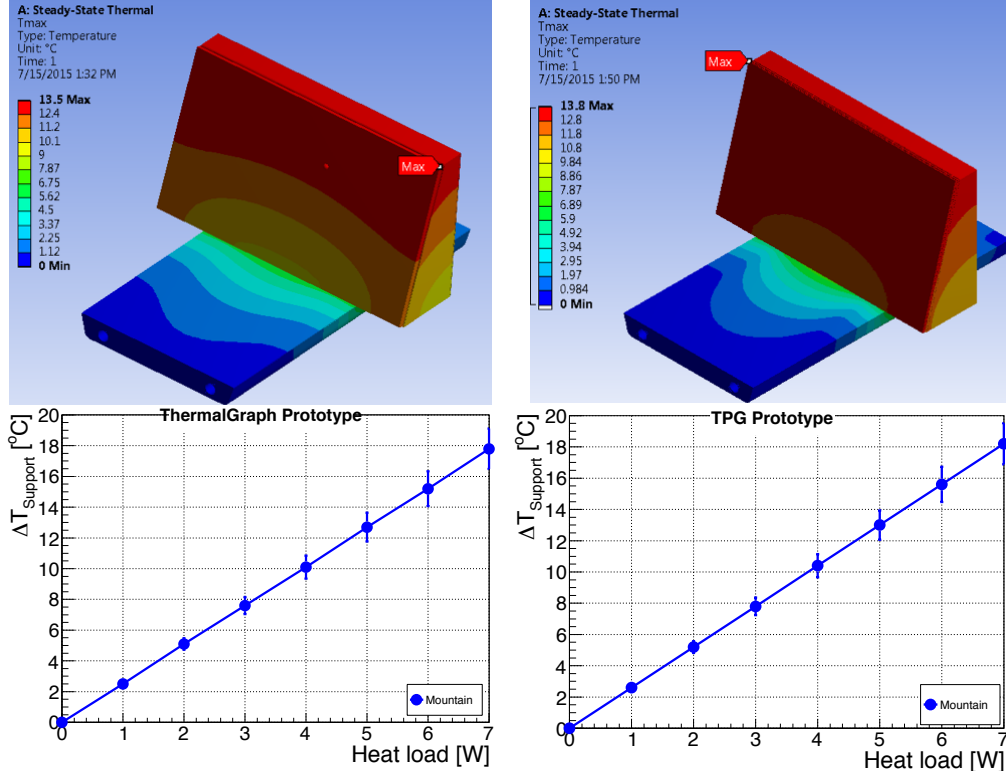 A: Steady-State Thermal
Tmax
Type: Temperature
Unit: °C
Time: 1
7/15/2015 1:32 PM
13.5 Max
12.4
11.2
10.1
9
7.87
6.75
5.62
4.5
3.37
2.25
1.12
0 Min
Max
A: Steady-State Thermal
Tmax
Type: Temperature
Unit: °C
Time: 1
7/15/2015 1:50 PM
13.8 Max
12.8
11.8
10.8
9.84
8.86
7.87
6.89
5.9
4.92
3.94
2.95
1.97
0.984
0 Min
Max
ThermalGraph Prototype
ΔT Support [°C]
20
18
16
14
12
10
8
6
4
2
0
0 1 2 3 4 5 6 7
Heat load [W]
Mountain
TPG Prototype
ΔT Support [°C]
20
18
16
14
12
10
8
6
4
2
0
0 1 2 3 4 5 6 7
Heat load [W]
Mountain